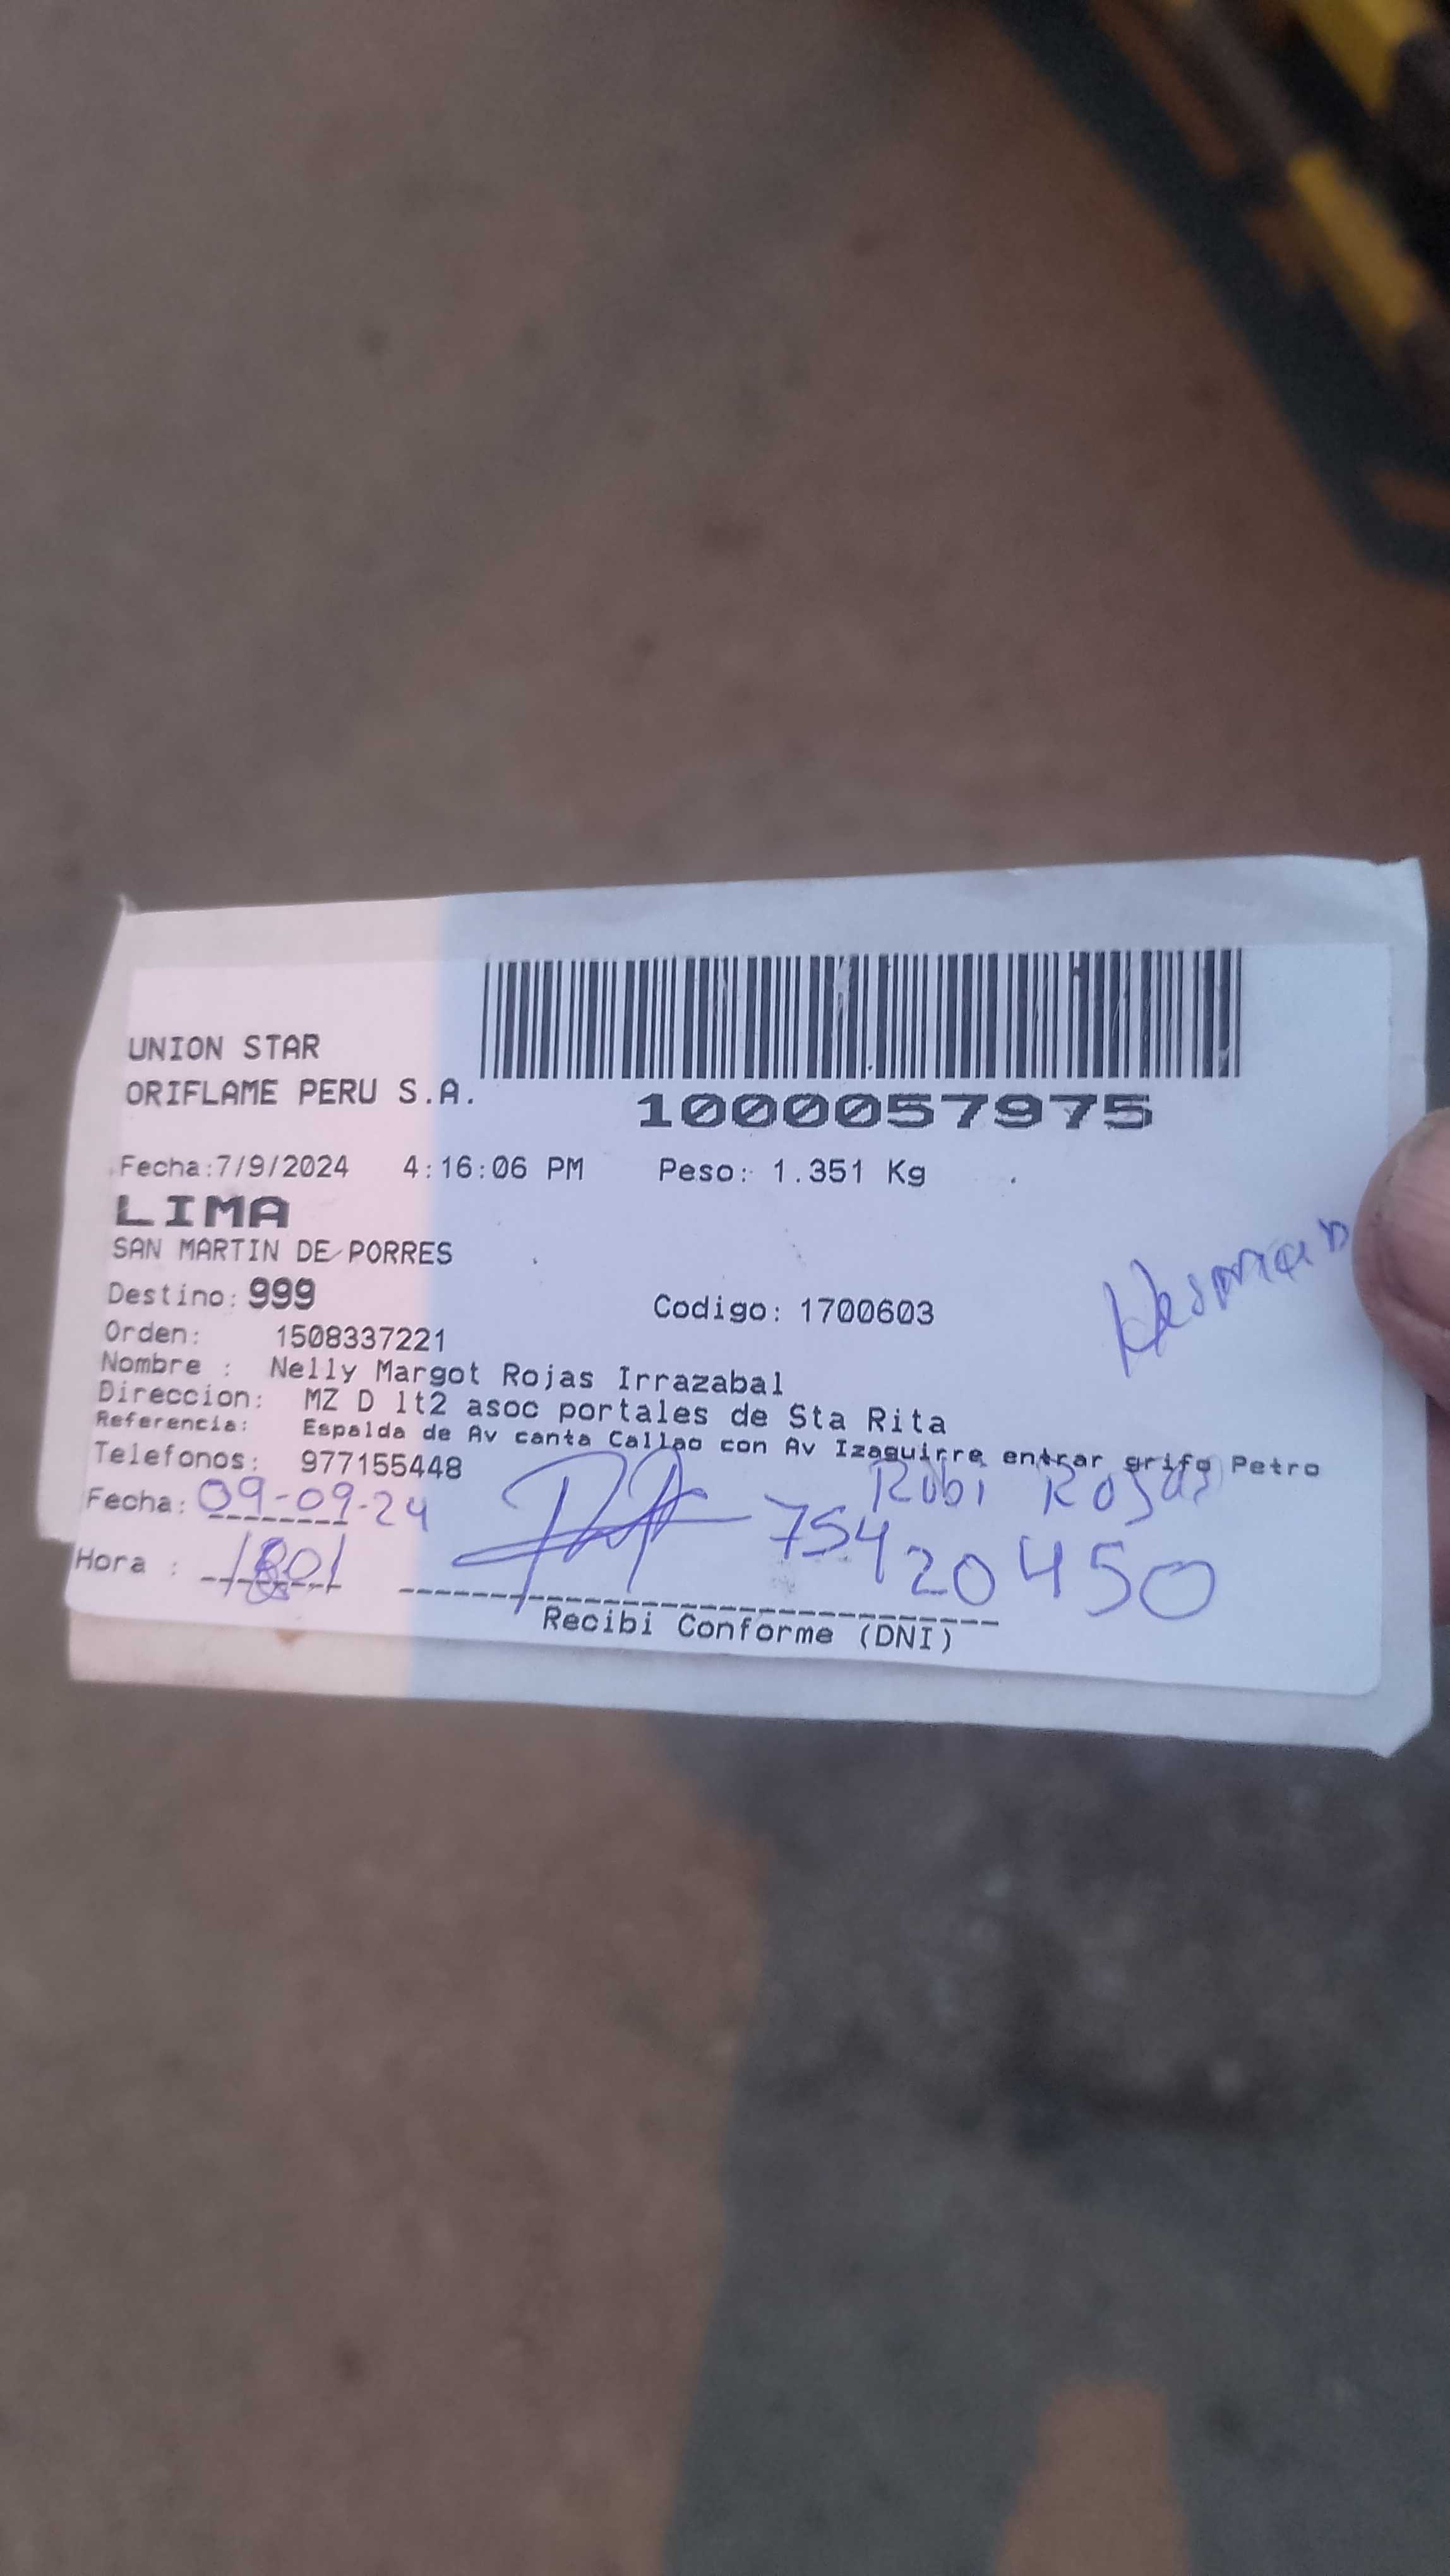 UNION STAR
ORIFLAME PERU S.A.
1000057975
Fecha:7/9/2024 4:16:06 PM Peso: 1.351 Kg
LIMA
SAN MARTIN DE PORRES
Destino: 999 Codigo: 1700603
Orden: 1508337221
Nombre : Nelly Margot Rojas Irrazabal
Direccion: MZ D lt2 asoc portales de Sta Rita
Referencia: Espalda de Av canta Callao con Av Izaguirre entrar grifo Petro
Telefonos: 977155448
Rubi Rojas
Fecha: 09-09-24
75420450
Hora :
Recibi Conforme (DNI)